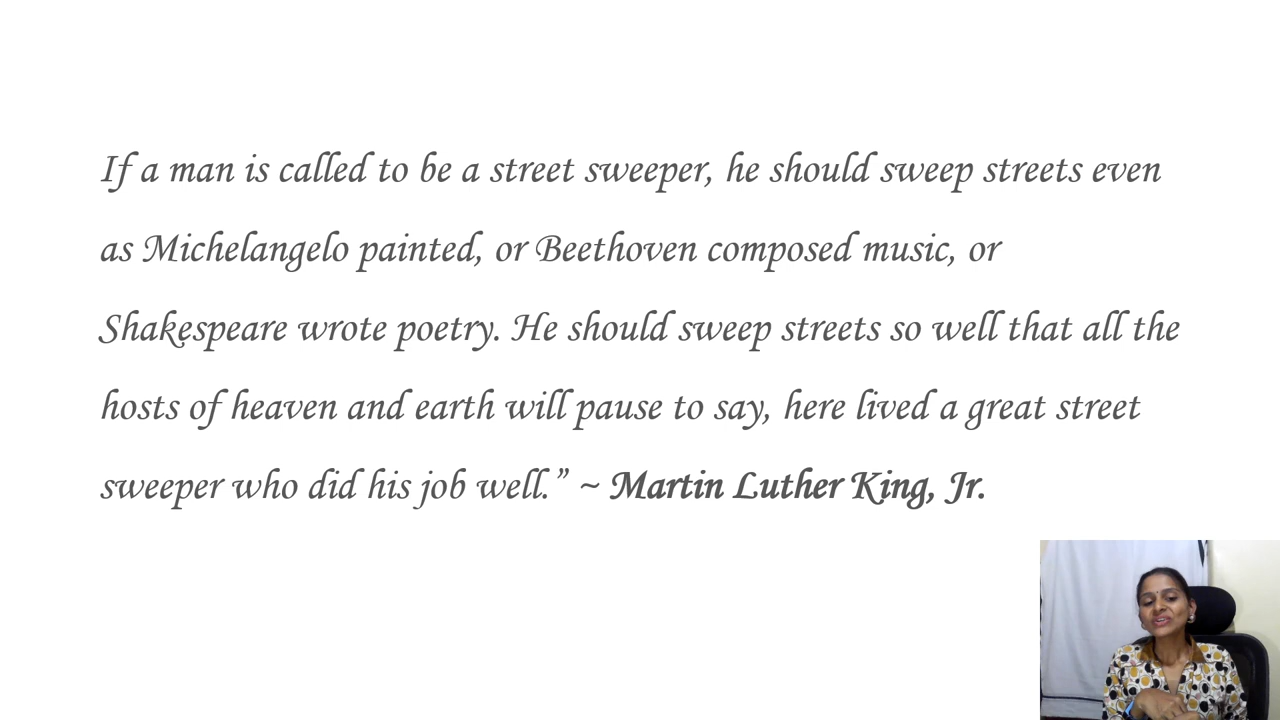 If a man is called to be a street sweeper, he should sweep streets even
as Michelangelo painted, or Beethoven composed music, or
Shakespeare wrote poetry. He should sweep streets so well that all the
hosts of heaven and earth will pause to say, here lived a great street
sweeper who did his job well.” ~ Martin Luther King, Jr.